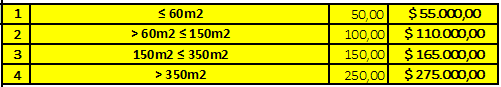 1 ≤ 60m2 50,00 $ 55.000,00
2 > 60m2 ≤ 150m2 100,00 $ 110.000,00
3 150m2 ≤ 350m2 150,00 $ 165.000,00
4 > 350m2 250,00 $ 275.000,00